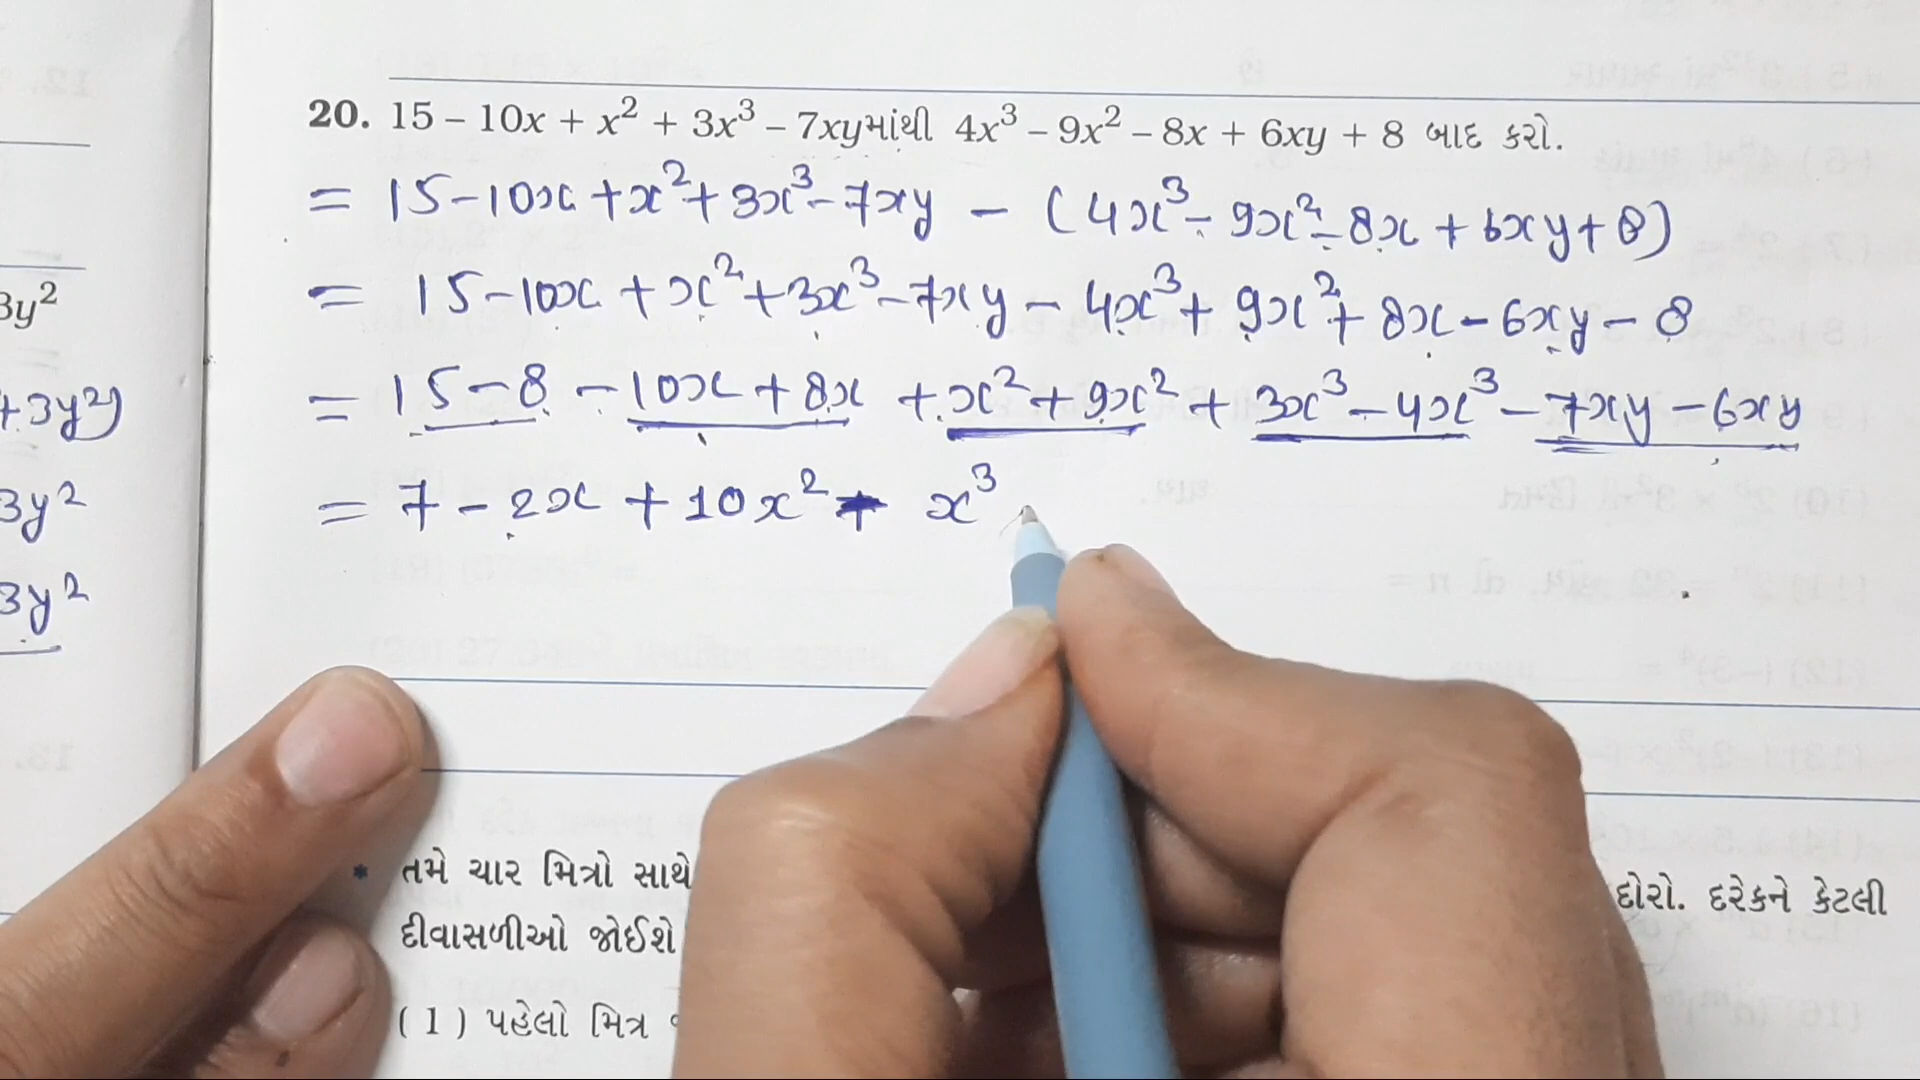 3y²
+3y²)
3y²
3y²
20. 15 – 10x + x² + 3x³ – 7xyમાંથી 4x³ – 9x² – 8x + 6xy + 8 બાદ કરો.
= 15 - 10x + x² + 3x³ - 7xy - (4x³ - 9x² - 8x + 6xy + 8)
= 15 - 10x + x² + 3x³ - 7xy - 4x³ + 9x² + 8x - 6xy - 8
= 15 - 8 - 10x + 8x + x² + 9x² + 3x³ - 4x³ - 7xy - 6xy
= 7 - 2x + 10x² - x³
* તમે ચાર મિત્રો સાથે દોરો. દરેકને કેટલી
દીવાસળીઓ જોઈશે
(1) પહેલો મિત્ર